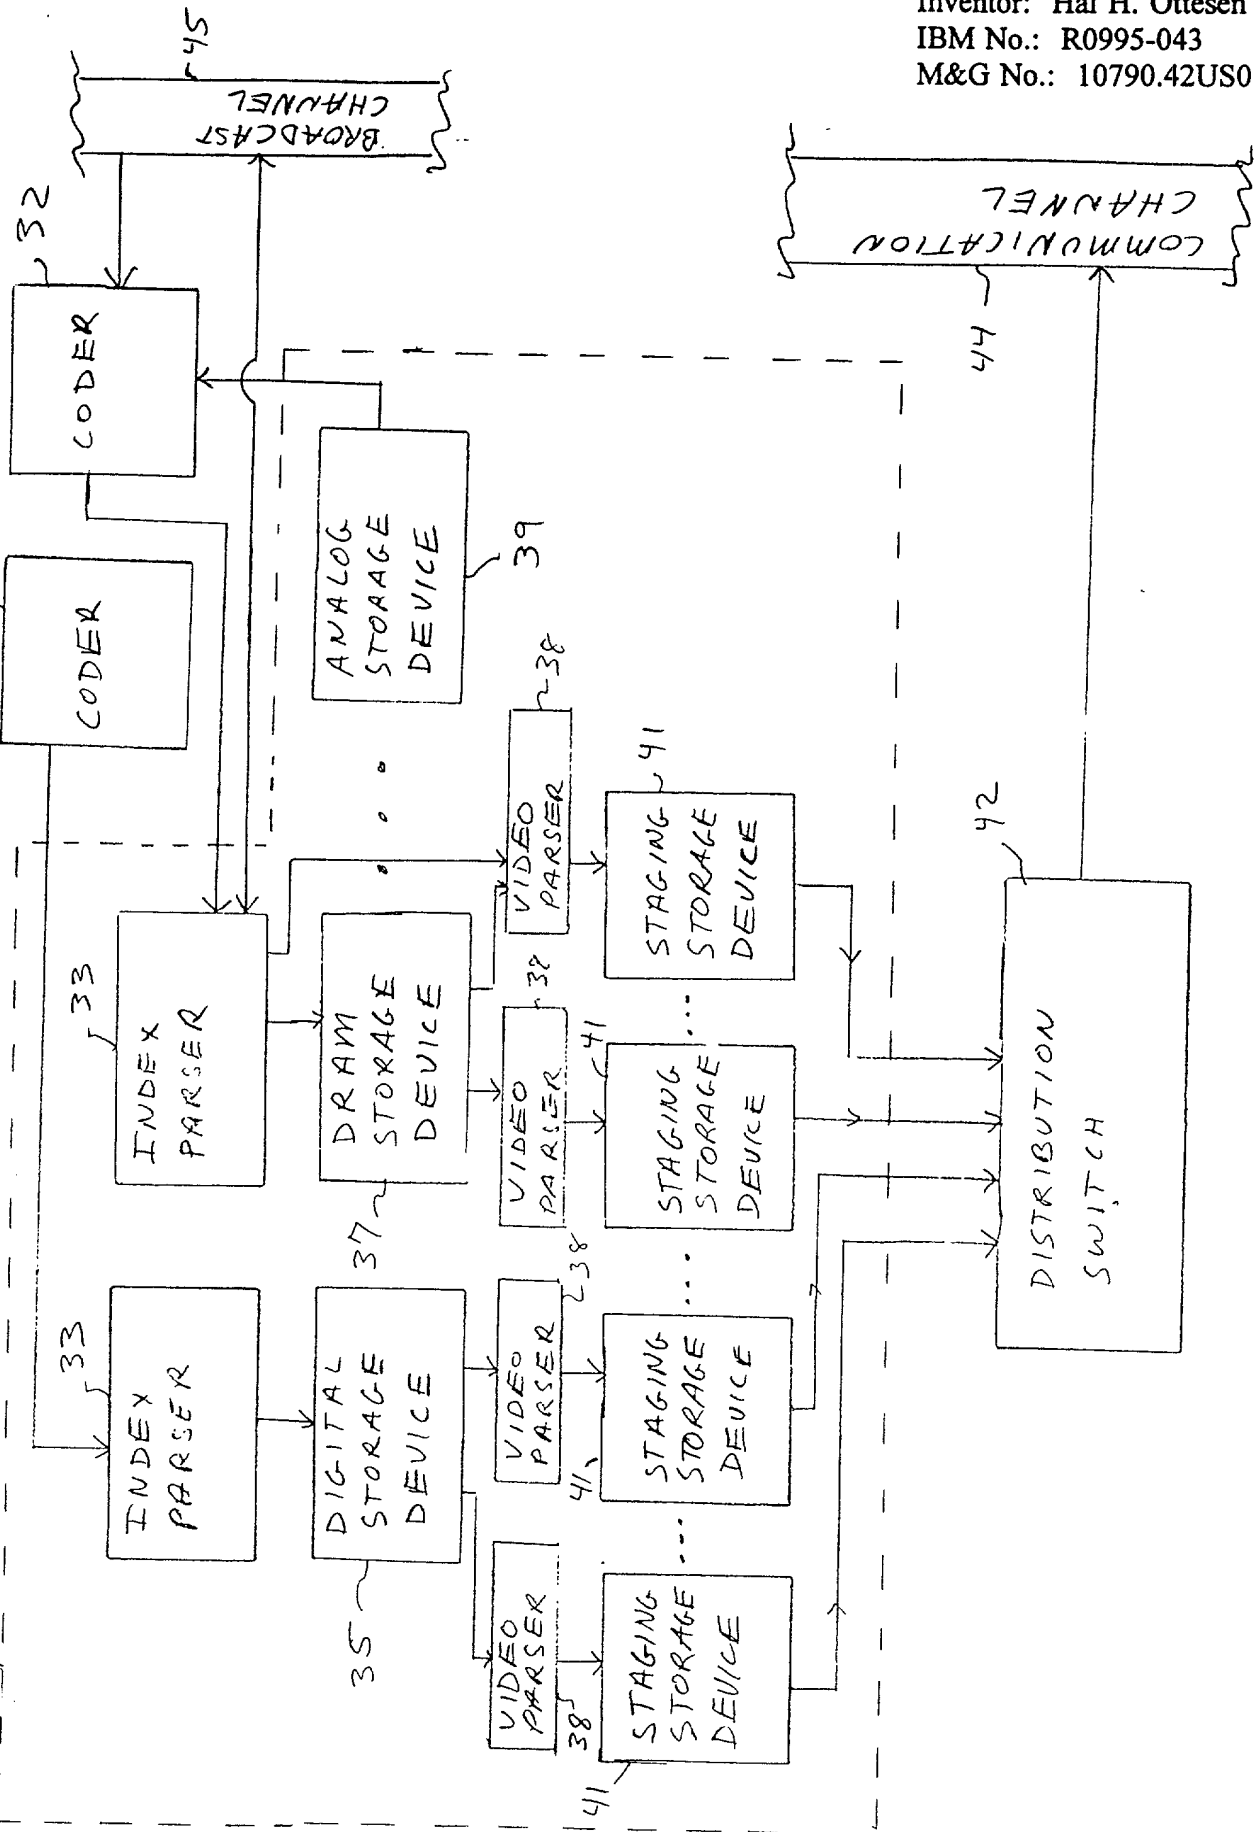 Inventor: Hal H. Ottesen
IBM No.: R0995-043
M&G No.: 10790.42US0
45
BROADCAST
CHANNEL
32
CODER
CODER
ANALOG
STORAGE
DEVICE
39
COMMUNICATION
CHANNEL
44
33
INDEX
PARSER
33
INDEX
PARSER
DRAM
STORAGE
DEVICE
37
DIGITAL
STORAGE
DEVICE
35
VIDEO
PARSER
38
VIDEO
PARSER
38
VIDEO
PARSER
38
VIDEO
PARSER
38
STAGING
STORAGE
DEVICE
41
STAGING
STORAGE
DEVICE
41
STAGING
STORAGE
DEVICE
41
STAGING
STORAGE
DEVICE
41
42
DISTRIBUTION
SWITCH